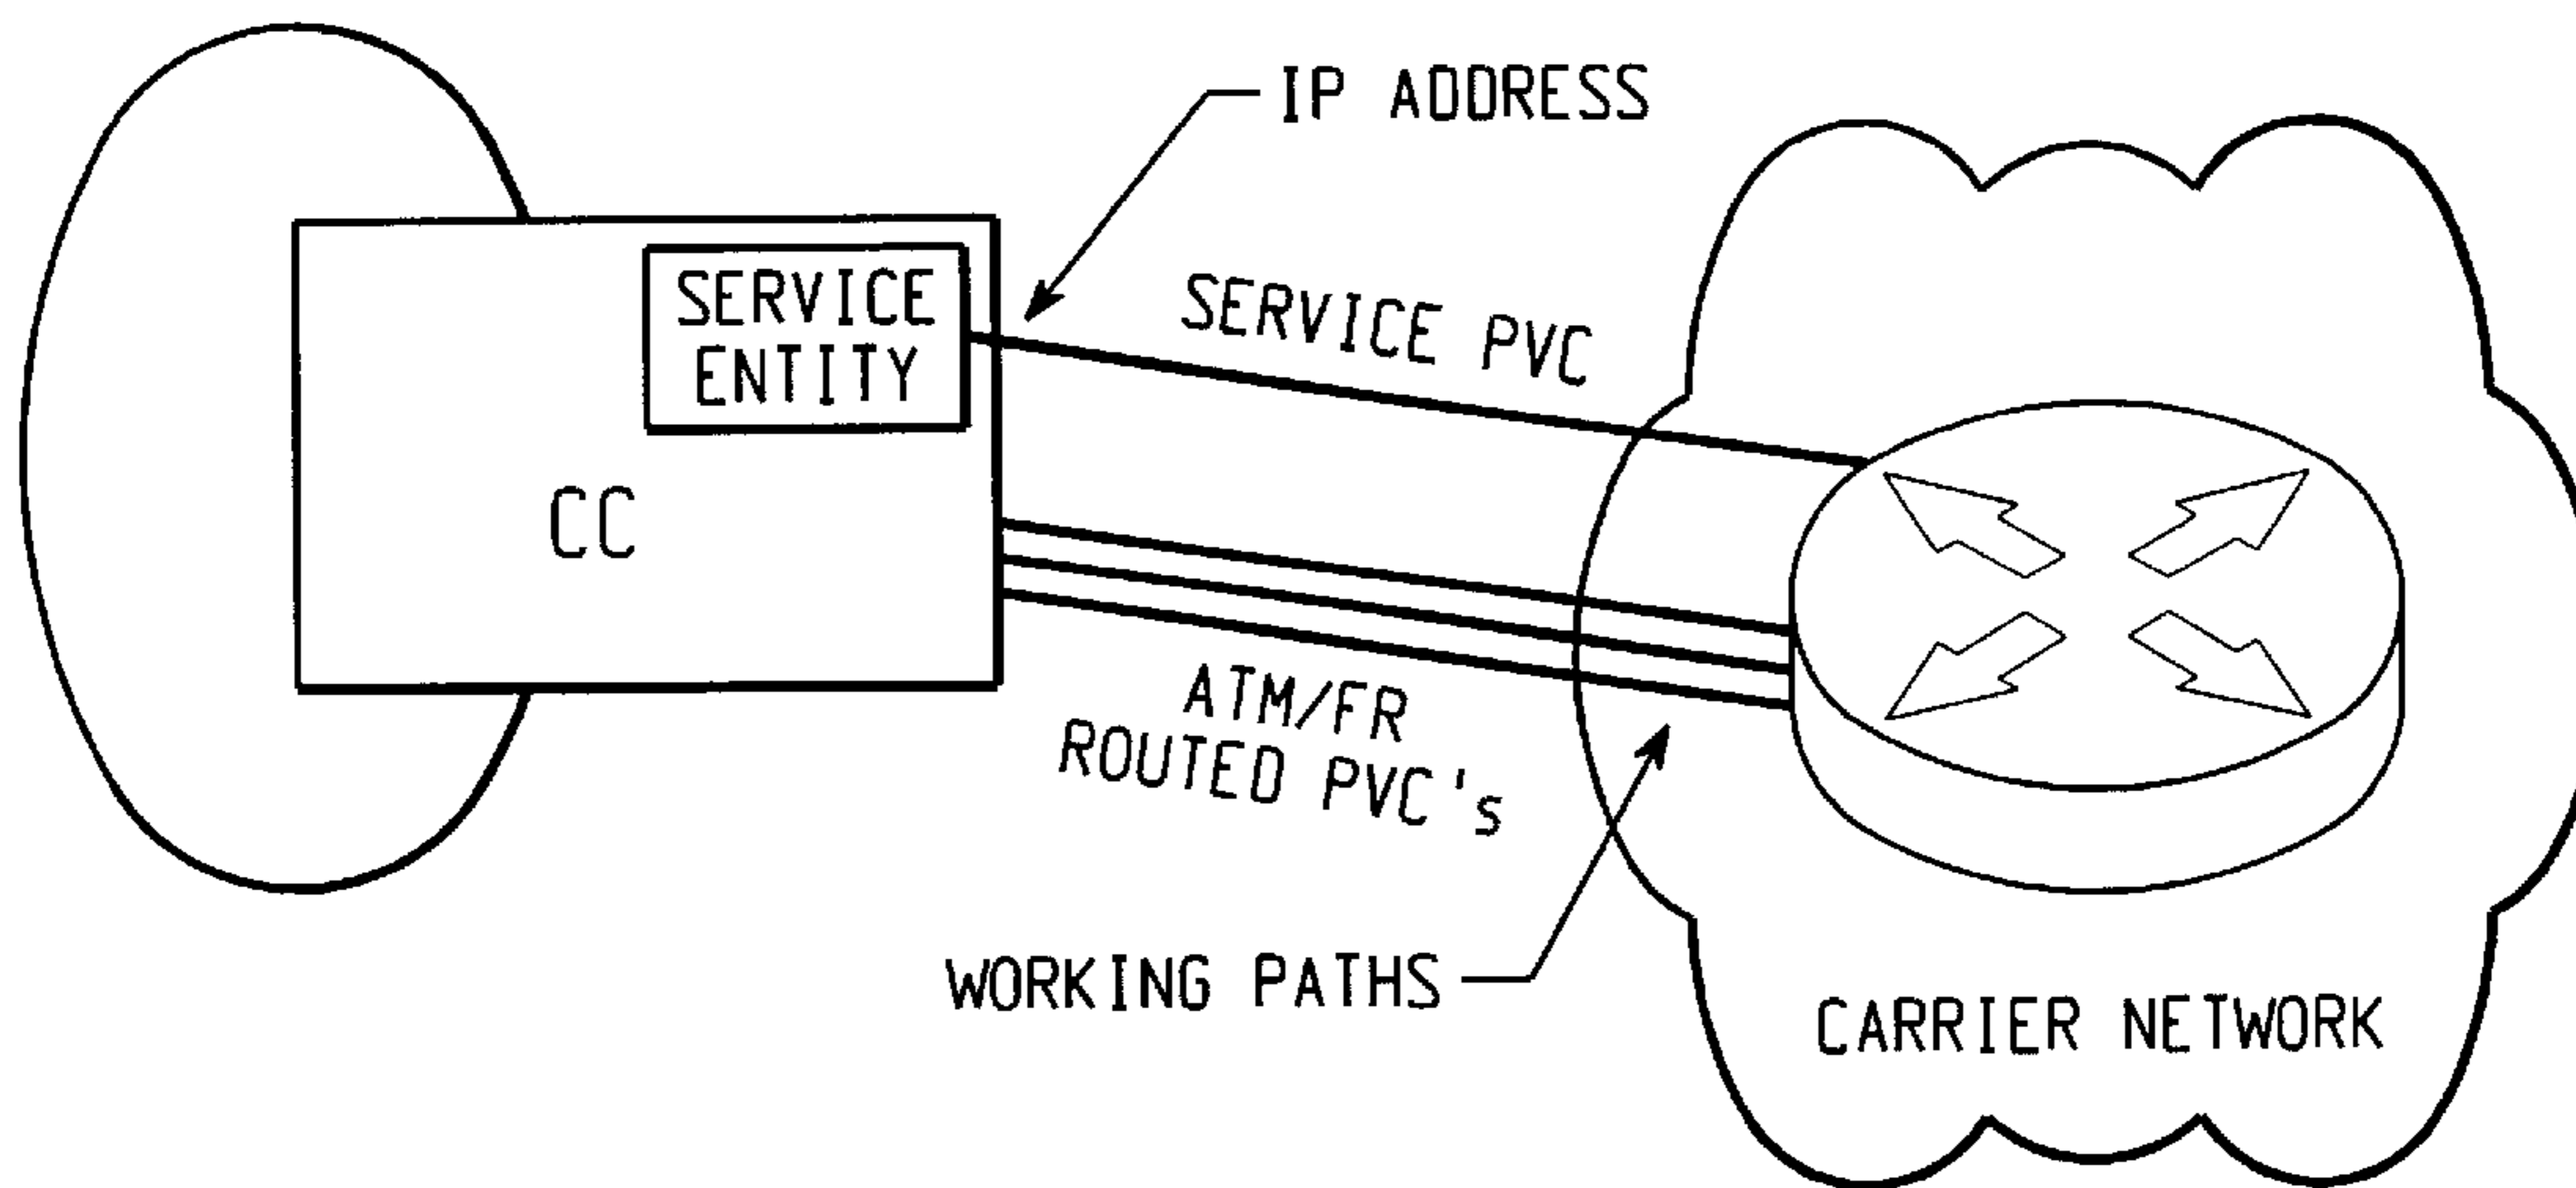 IP ADDRESS
SERVICE
ENTITY
SERVICE PVC
CC
ATM/FR
ROUTED PVC's
WORKING PATHS
CARRIER NETWORK